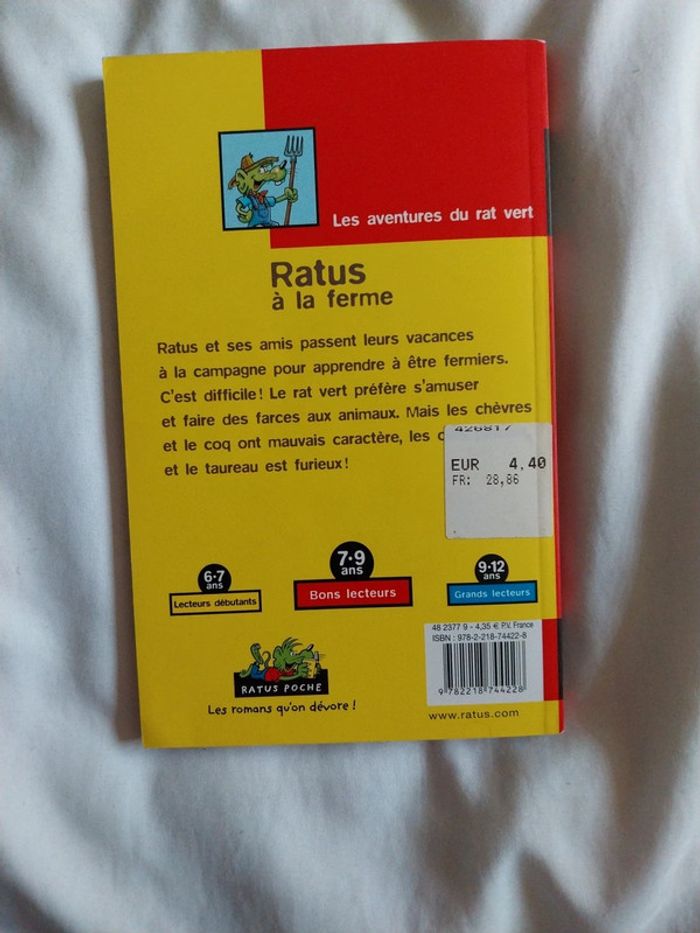 Les aventures du rat vert
Ratus
à la ferme
Ratus et ses amis passent leurs vacances
à la campagne pour apprendre à être fermiers.
C'est difficile ! Le rat vert préfère s'amuser
et faire des farces aux animaux. Mais les chèvres
et le coq ont mauvais caractère, les
et le taureau est furieux !
426817
EUR 4,40
FR: 28,86
6·7
ans
Lecteurs débutants
7·9
ans
Bons lecteurs
9·12
ans
Grands lecteurs
48 2377 9 - 4,35 € P.V. France
ISBN : 978-2-218-74422-8
9 782218 744228
RATUS POCHE
Les romans qu'on dévore !
www.ratus.com